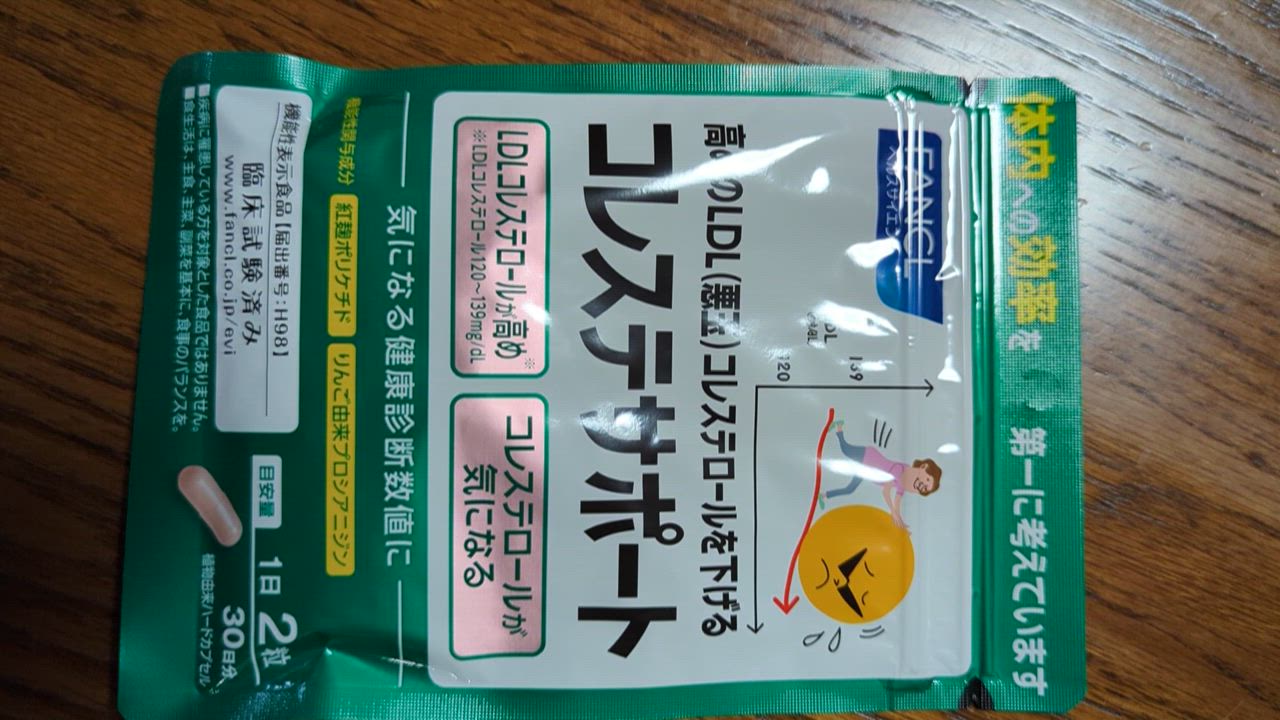 体内への効率を第一に考えています
FANCL
高めのLDL(悪玉)コレステロールを下げる
コレステサポート
139
120
LDLコレステロールが高め※
※LDLコレステロール120~139mg/dL
コレステロールが
気になる
気になる健康診断数値に
機能性関与成分
紅麹ポリケチド
りんご由来プロシアニジン
機能性表示食品【届出番号:H981】
臨床試験済み
www.fancl.co.jp/evi
目安量
1日2粒
30日分
植物由来ハードカプセル
■疾病に罹患している方を対象とした食品ではありません。
■食生活は、主食、主菜、副菜を基本に、食事のバランスを。